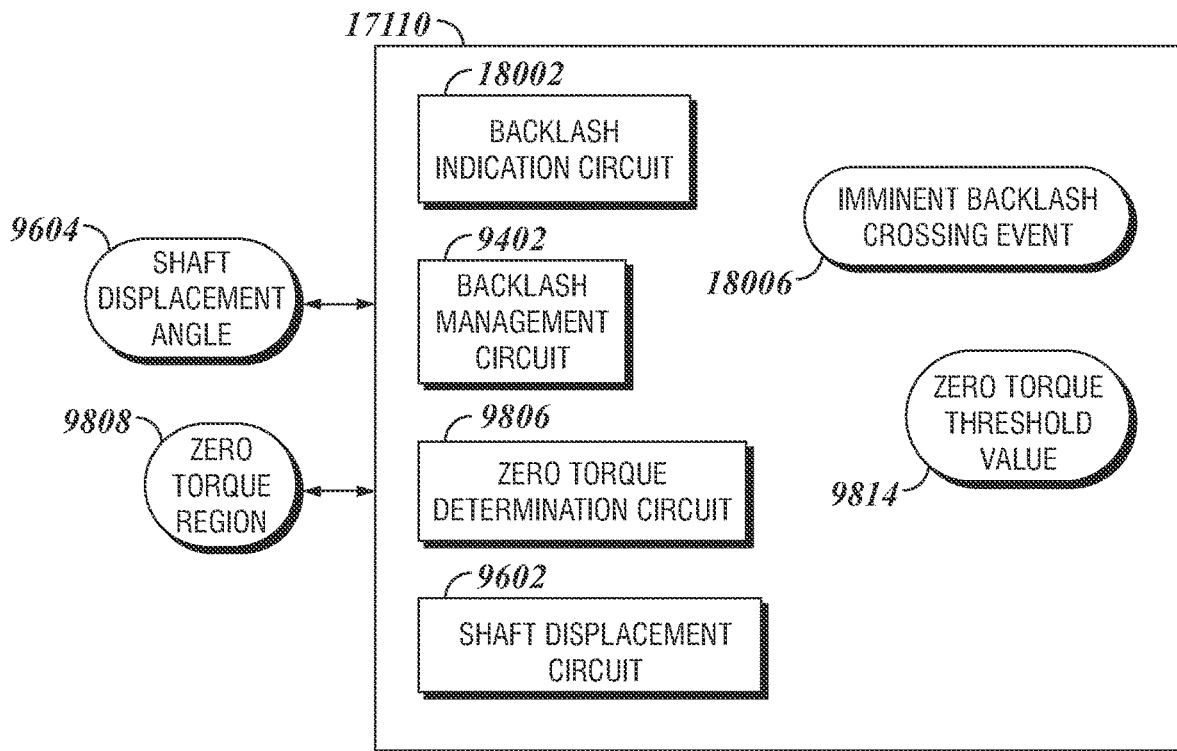 17110
18002
BACKLASH
INDICATION CIRCUIT
IMMINENT BACKLASH
CROSSING EVENT
18006
9604
SHAFT
DISPLACEMENT
ANGLE
9402
BACKLASH
MANAGEMENT
CIRCUIT
ZERO TORQUE
THRESHOLD
VALUE
9814
9808
ZERO
TORQUE
REGION
9806
ZERO TORQUE
DETERMINATION CIRCUIT
9602
SHAFT DISPLACEMENT
CIRCUIT